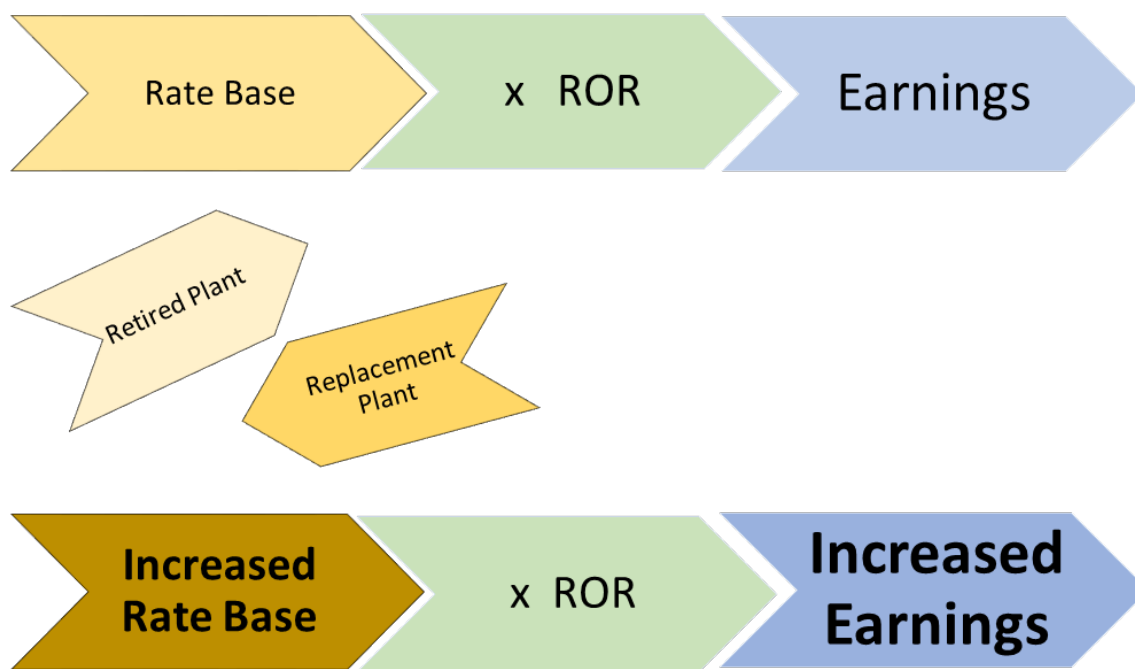 Rate Base
x ROR
Earnings
Retired Plant
Replacement
Plant
Increased
Rate Base
x ROR
Increased
Earnings